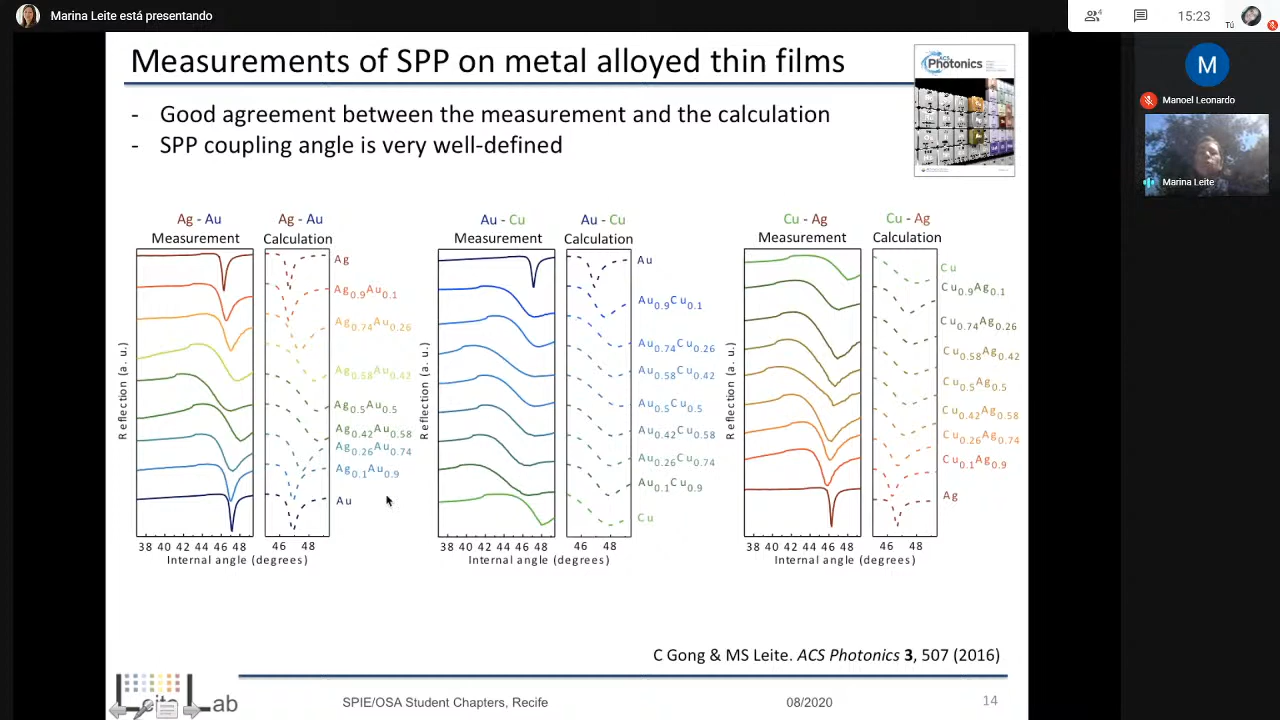 Marina Leite está presentando
4
15:23
Tú
Measurements of SPP on metal alloyed thin films
ACS
Photonics
M
Manoel Leonardo
Marina Leite
- Good agreement between the measurement and the calculation
- SPP coupling angle is very well-defined
Ag - Au
Measurement
Ag - Au
Calculation
Reflection (a. u.)
Ag
Ag0.9Au0.1
Ag0.74Au0.26
Ag0.58Au0.42
Ag0.5Au0.5
Ag0.42Au0.58
Ag0.26Au0.74
Ag0.1Au0.9
Au
38 40 42 44 46 48
46 48
Internal angle (degrees)
Au - Cu
Measurement
Au - Cu
Calculation
Reflection (a. u.)
Au
Au0.9Cu0.1
Au0.74Cu0.26
Au0.58Cu0.42
Au0.5Cu0.5
Au0.42Cu0.58
Au0.26Cu0.74
Au0.1Cu0.9
Cu
38 40 42 44 46 48
46 48
Internal angle (degrees)
Cu - Ag
Measurement
Cu - Ag
Calculation
Reflection (a. u.)
Cu
Cu0.9Ag0.1
Cu0.74Ag0.26
Cu0.58Ag0.42
Cu0.5Ag0.5
Cu0.42Ag0.58
Cu0.26Ag0.74
Cu0.1Ag0.9
Ag
38 40 42 44 46 48
46 48
Internal angle (degrees)
C Gong & MS Leite. ACS Photonics 3, 507 (2016)
Leite Lab
SPIE/OSA Student Chapters, Recife
08/2020
14